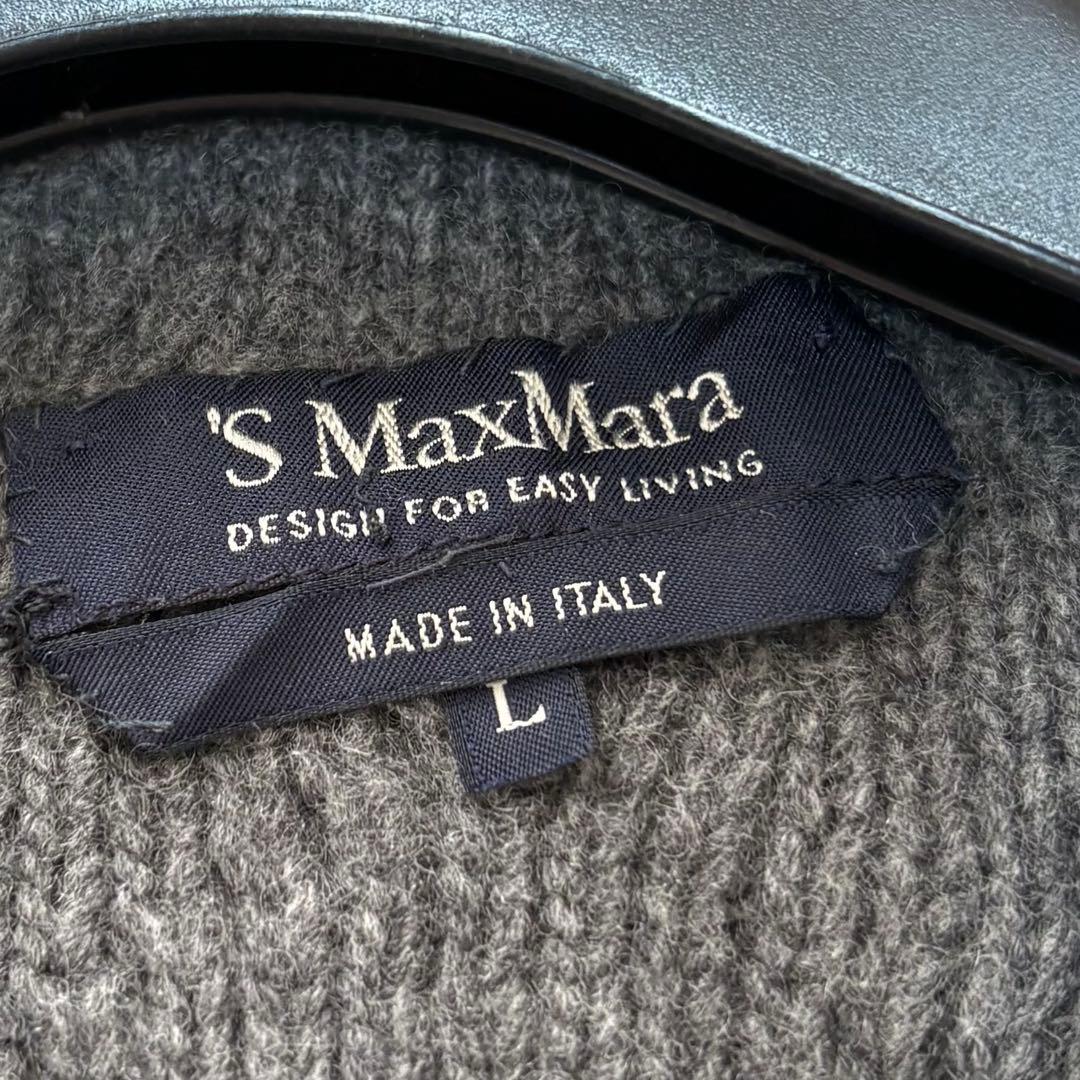 'S MaxMara
DESIGN FOR EASY LIVING
MADE IN ITALY
L